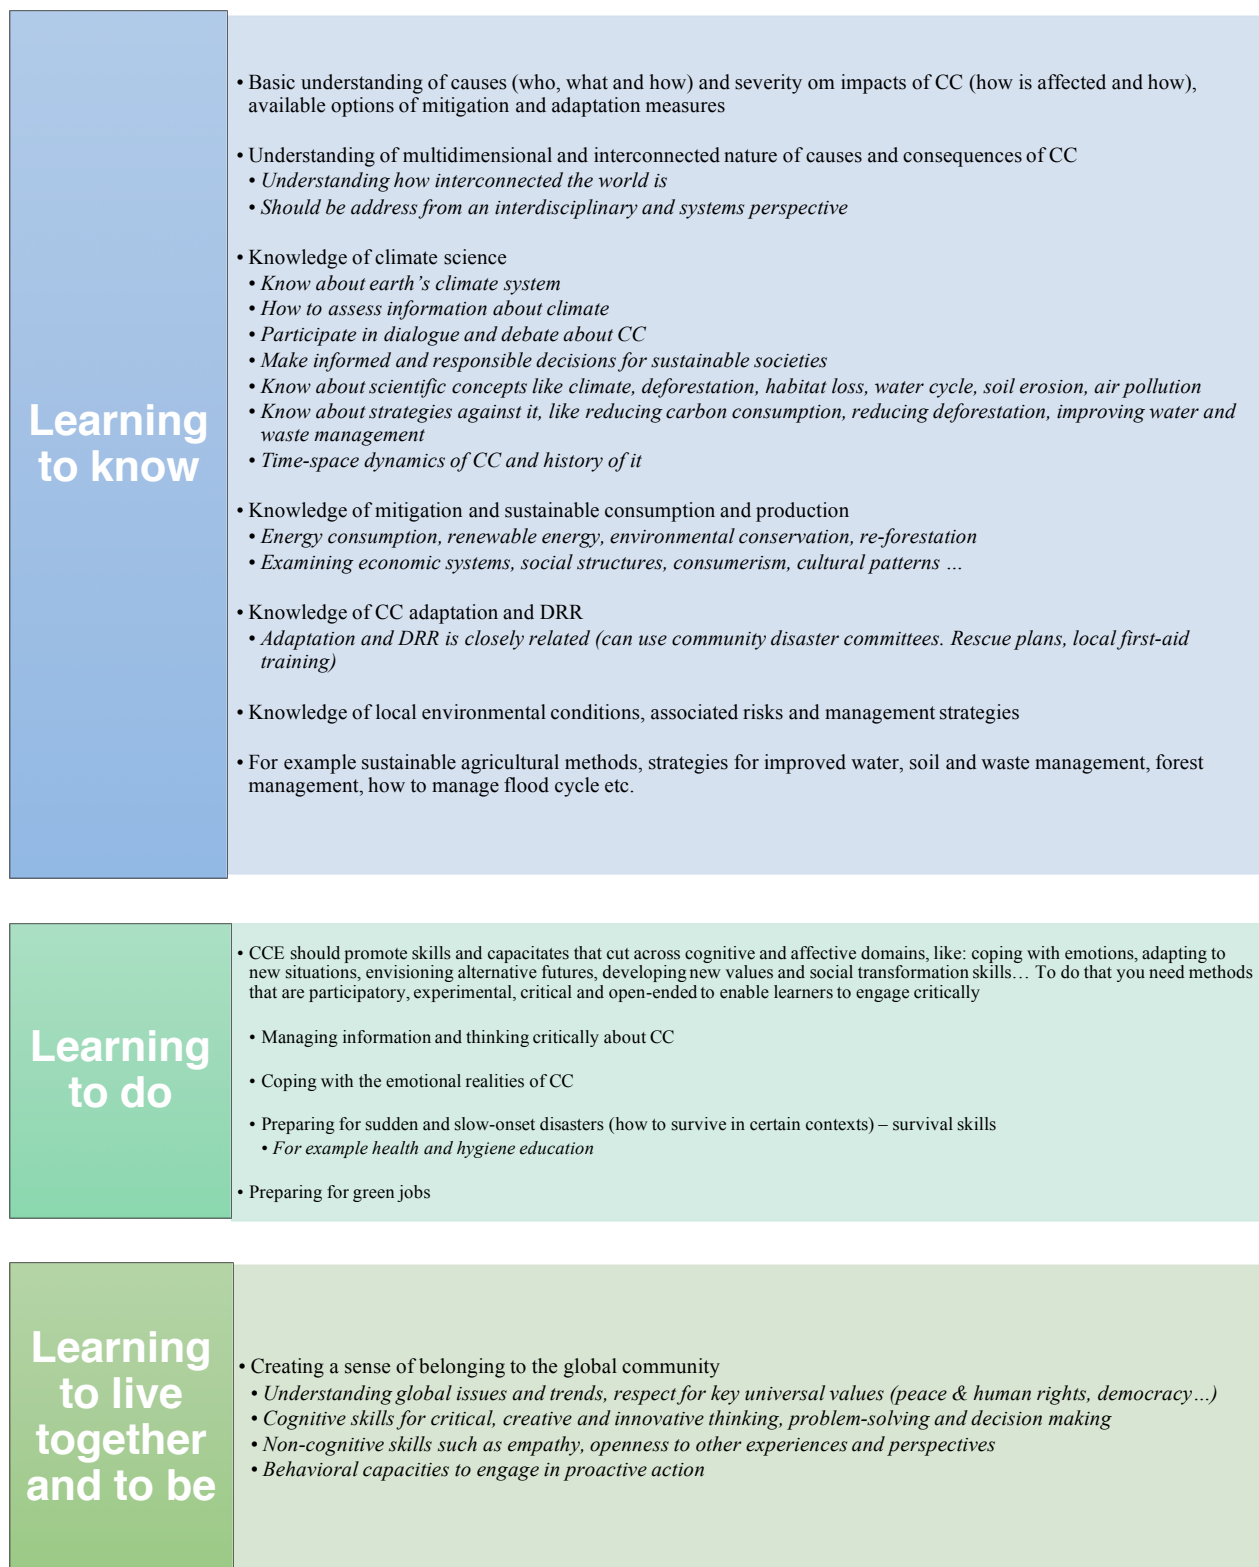 Learning
to know
• Basic understanding of causes (who, what and how) and severity om impacts of CC (how is affected and how),
available options of mitigation and adaptation measures
• Understanding of multidimensional and interconnected nature of causes and consequences of CC
• Understanding how interconnected the world is
• Should be address from an interdisciplinary and systems perspective
• Knowledge of climate science
• Know about earth’s climate system
• How to assess information about climate
• Participate in dialogue and debate about CC
• Make informed and responsible decisions for sustainable societies
• Know about scientific concepts like climate, deforestation, habitat loss, water cycle, soil erosion, air pollution
• Know about strategies against it, like reducing carbon consumption, reducing deforestation, improving water and
waste management
• Time-space dynamics of CC and history of it
• Knowledge of mitigation and sustainable consumption and production
• Energy consumption, renewable energy, environmental conservation, re-forestation
• Examining economic systems, social structures, consumerism, cultural patterns …
• Knowledge of CC adaptation and DRR
• Adaptation and DRR is closely related (can use community disaster committees. Rescue plans, local first-aid
training)
• Knowledge of local environmental conditions, associated risks and management strategies
• For example sustainable agricultural methods, strategies for improved water, soil and waste management, forest
management, how to manage flood cycle etc.
Learning
to do
• CCE should promote skills and capacitates that cut across cognitive and affective domains, like: coping with emotions, adapting to
new situations, envisioning alternative futures, developing new values and social transformation skills… To do that you need methods
that are participatory, experimental, critical and open-ended to enable learners to engage critically
• Managing information and thinking critically about CC
• Coping with the emotional realities of CC
• Preparing for sudden and slow-onset disasters (how to survive in certain contexts) – survival skills
• For example health and hygiene education
• Preparing for green jobs
Learning
to live
together
and to be
• Creating a sense of belonging to the global community
• Understanding global issues and trends, respect for key universal values (peace & human rights, democracy…)
• Cognitive skills for critical, creative and innovative thinking, problem-solving and decision making
• Non-cognitive skills such as empathy, openness to other experiences and perspectives
• Behavioral capacities to engage in proactive action